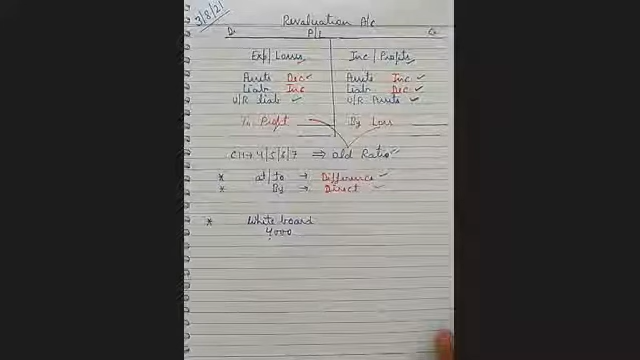 3/8/21
Revaluation A/c
Dr P/L Cr
Exp/Losses Inc/Profits
Assets Dec ✓ Assets Inc ✓
Liab Inc Liab Dec ✓
U/R Liab ✓ U/R Assets ✓
To Profit By Loss
CH → 4/5/6/7 ⇒ old Ratio
* at/to → Difference ✓
* By → Direct ✓
* White board
4000